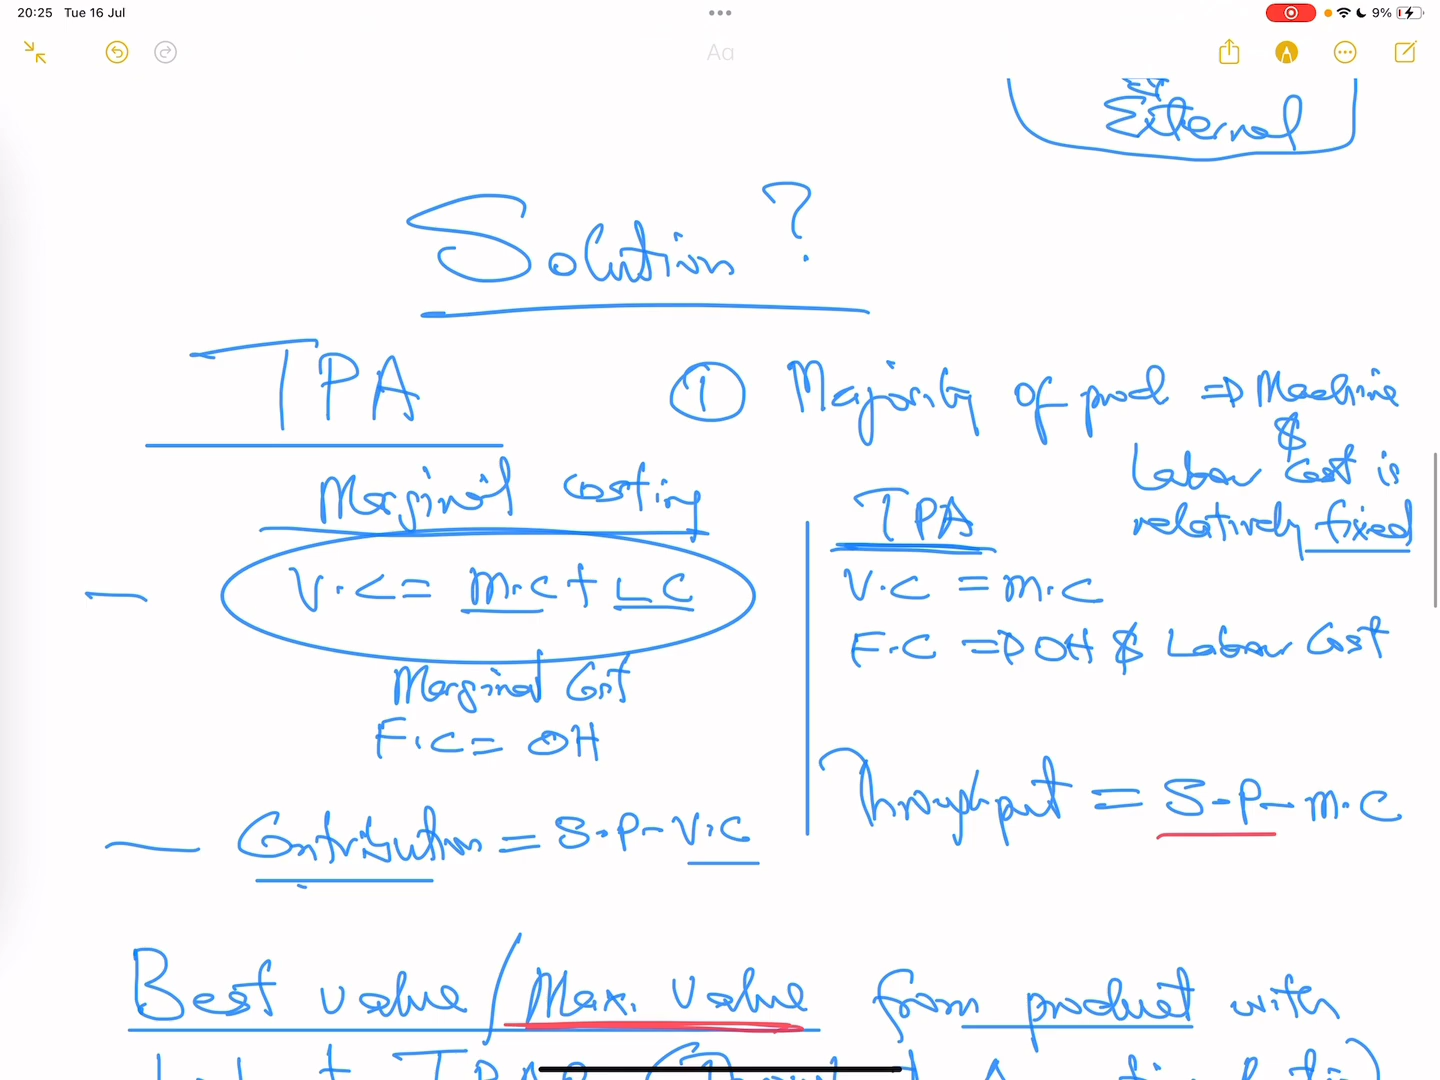 20:25 Tue 16 Jul
9%
Aa
External
Solution?
TPA
① Majority of prod => Machine
&
Labour Cost is
relatively fixed
Marginal costing
V.C = M.C + LC
Marginal Cost
F.C = OH
Contribution = S.P - V.C
TPA
V.C = M.C
F.C => OH & Labour Cost
Throughput = S.P - M.C
Best value / Max. Value from product with